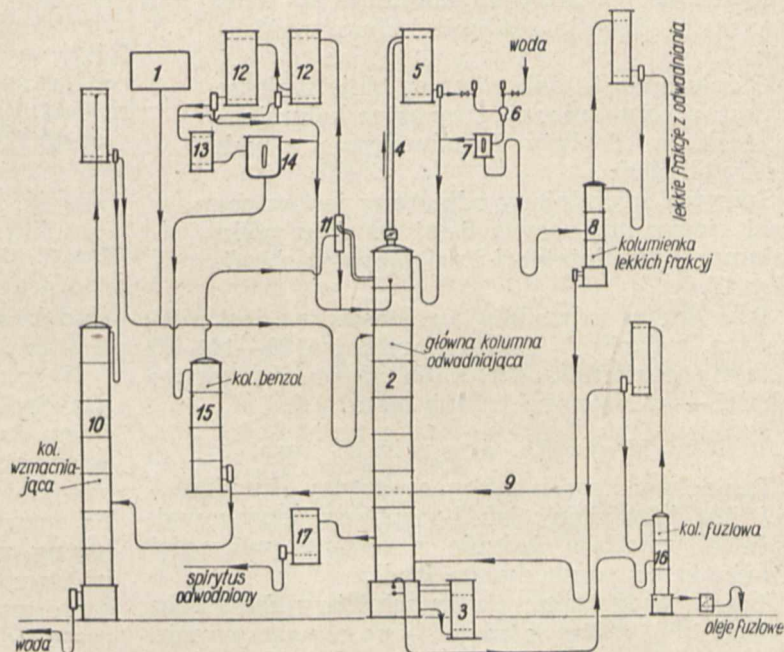 1
12
12
5
woda
6
13
14
4
7
lekkie frakcje z odwadniania
11
8
kolumienka
lekkich frakcyj
główna kolumna
odwadniająca
kol. benzol
10
15
2
kol.
wzmacnia-
jąca
9
17
kol. fuzlowa
16
spirytus
odwodniony
3
woda
oleje fuzlowe